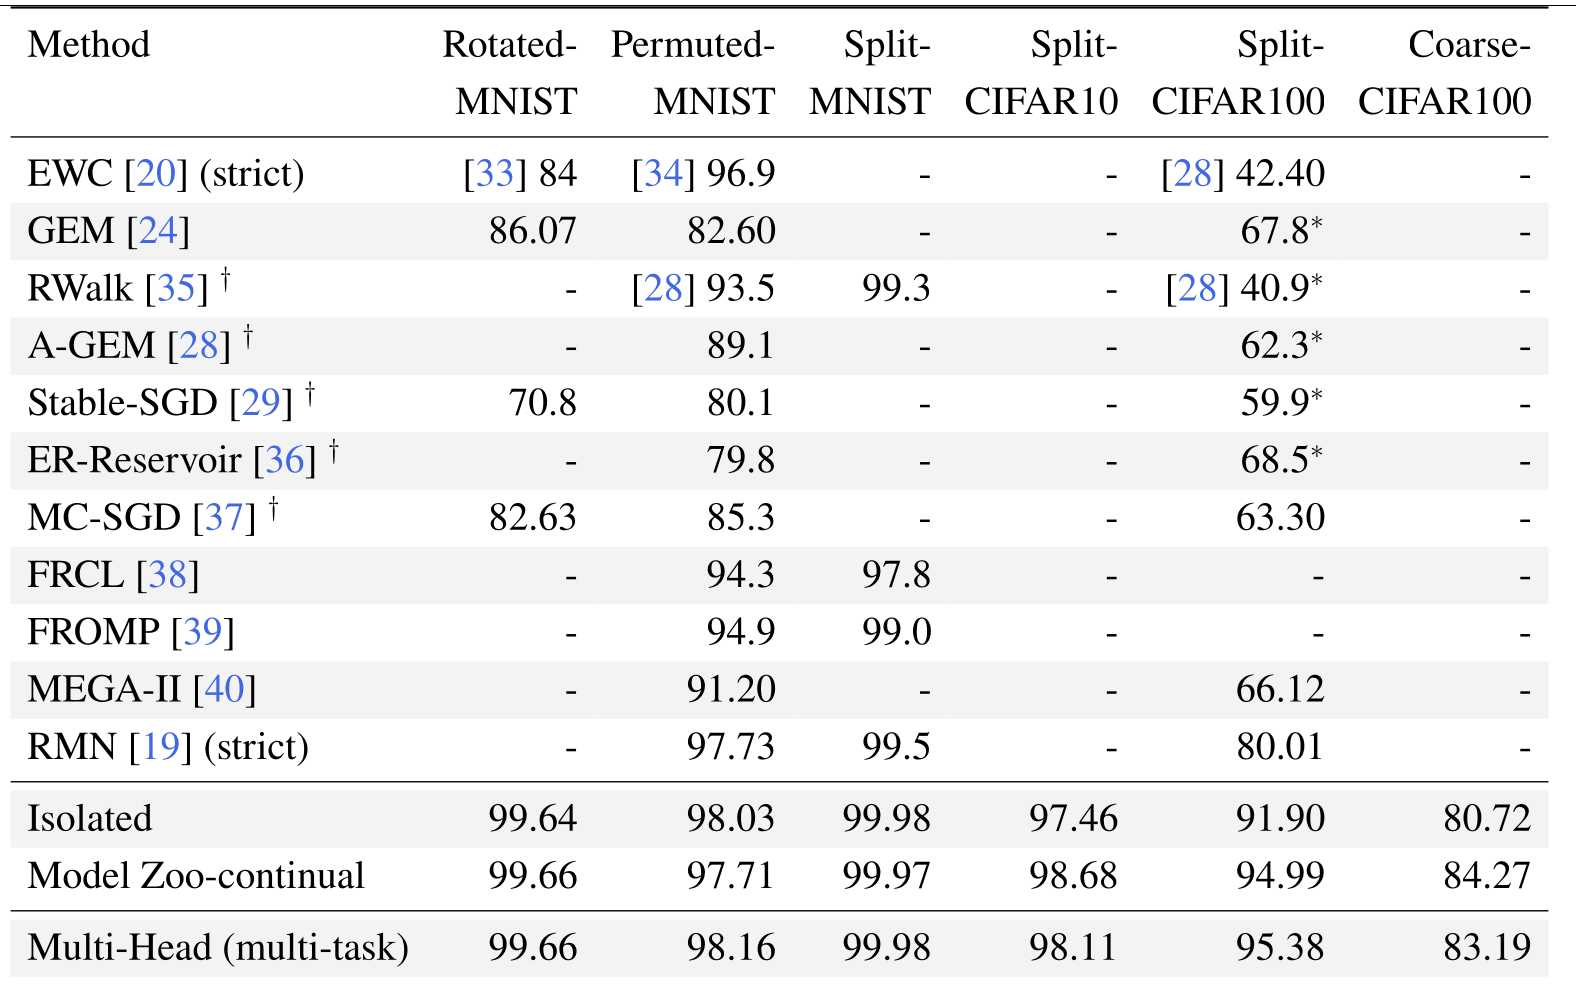 Method Rotated- Permuted- Split- Split- Split- Coarse-
MNIST MNIST MNIST CIFAR10 CIFAR100 CIFAR100
EWC [20] (strict) [33] 84 [34] 96.9 - - [28] 42.40 -
GEM [24] 86.07 82.60 - - 67.8* -
RWalk [35] † - [28] 93.5 99.3 - [28] 40.9* -
A-GEM [28] † - 89.1 - - 62.3* -
Stable-SGD [29] † 70.8 80.1 - - 59.9* -
ER-Reservoir [36] † - 79.8 - - 68.5* -
MC-SGD [37] † 82.63 85.3 - - 63.30 -
FRCL [38] - 94.3 97.8 - - -
FROMP [39] - 94.9 99.0 - - -
MEGA-II [40] - 91.20 - - 66.12 -
RMN [19] (strict) - 97.73 99.5 - 80.01 -
Isolated 99.64 98.03 99.98 97.46 91.90 80.72
Model Zoo-continual 99.66 97.71 99.97 98.68 94.99 84.27
Multi-Head (multi-task) 99.66 98.16 99.98 98.11 95.38 83.19